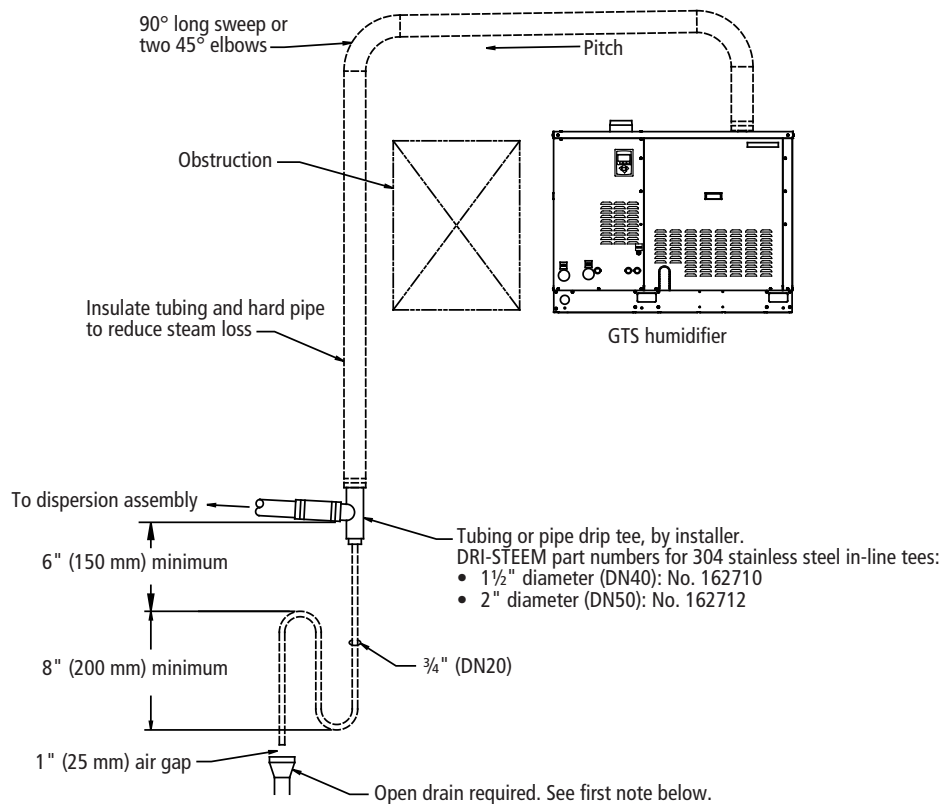 90° long sweep or
two 45° elbows
Pitch
Obstruction
GTS humidifier
Insulate tubing and hard pipe
to reduce steam loss
To dispersion assembly
Tubing or pipe drip tee, by installer.
DRI-STEEM part numbers for 304 stainless steel in-line tees:
• 1½" diameter (DN40): No. 162710
• 2" diameter (DN50): No. 162712
6" (150 mm) minimum
8" (200 mm) minimum
¾" (DN20)
1" (25 mm) air gap
Open drain required. See first note below.